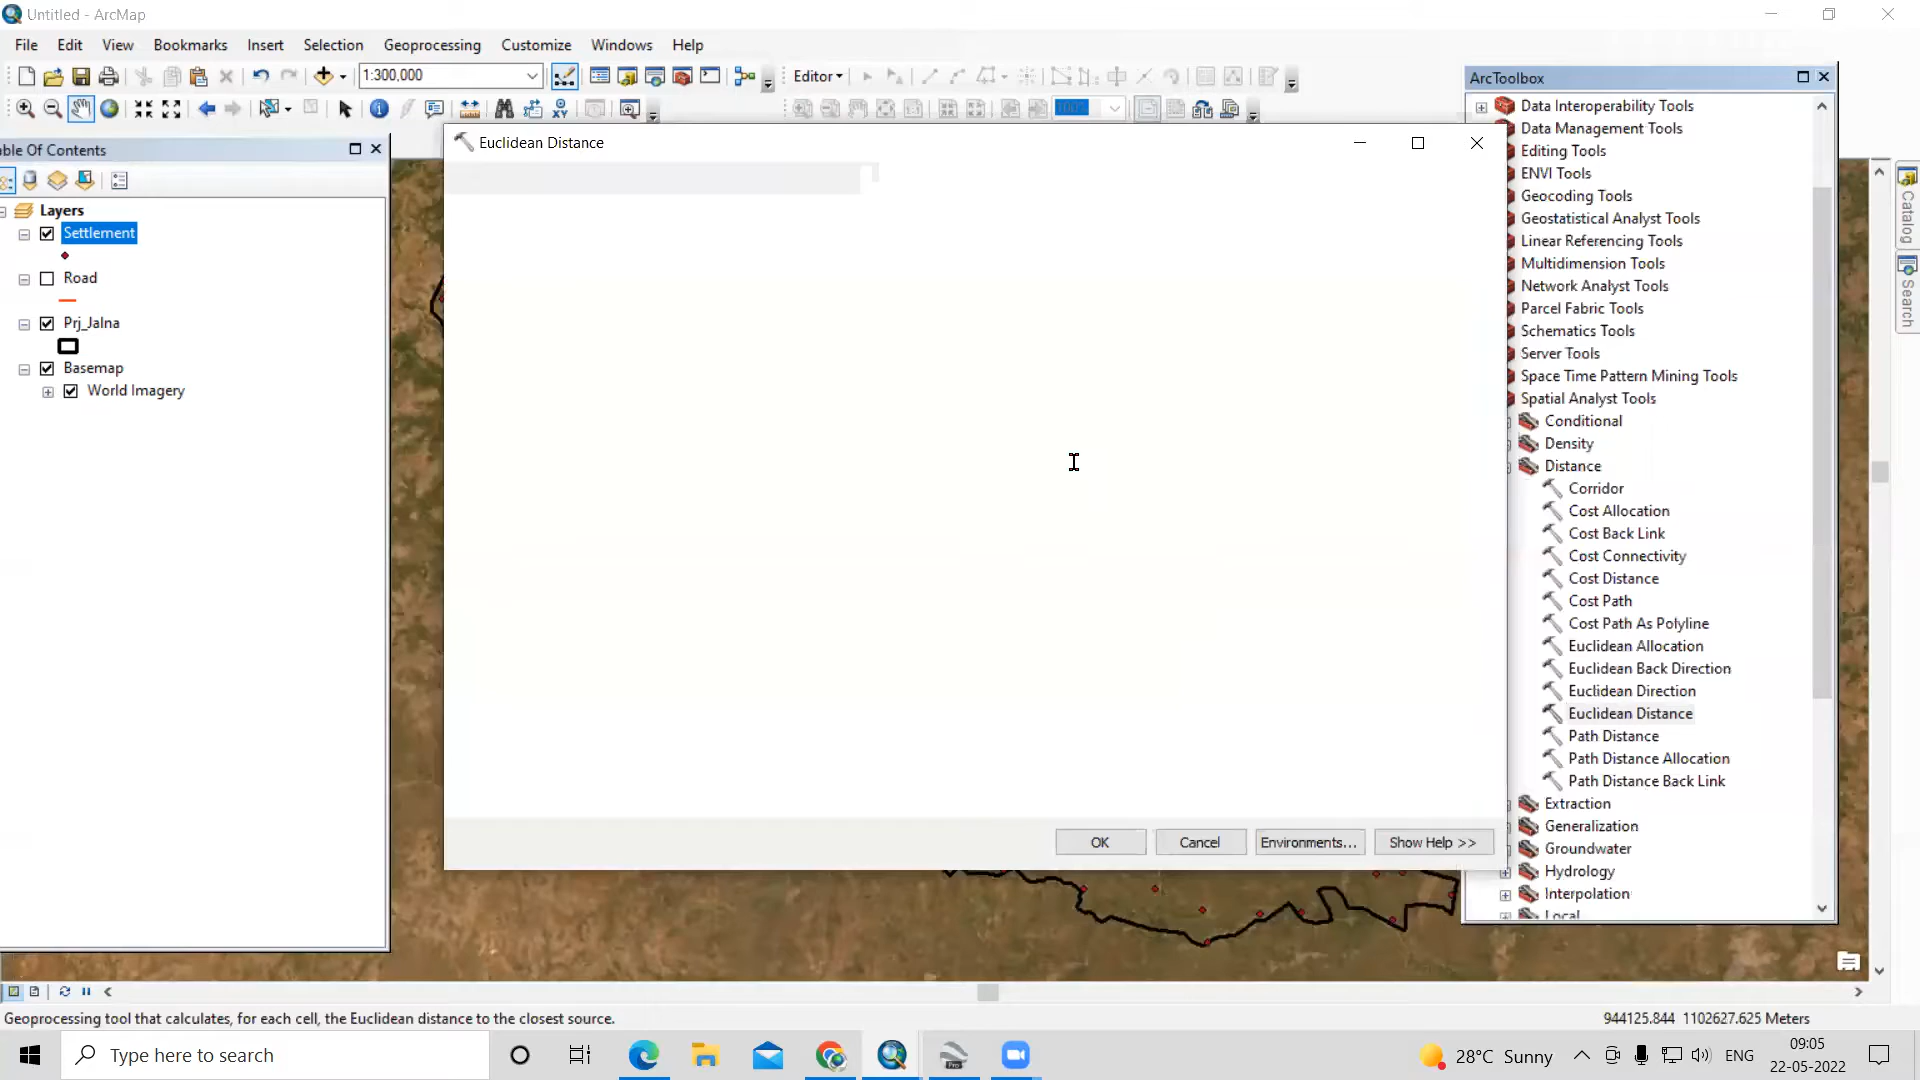 Untitled - ArcMap
File Edit View Bookmarks Insert Selection Geoprocessing Customize Windows Help
1:300,000
Editor
100%
ArcToolbox
Data Interoperability Tools
Data Management Tools
Editing Tools
ENVI Tools
Geocoding Tools
Geostatistical Analyst Tools
Linear Referencing Tools
Multidimension Tools
Network Analyst Tools
Parcel Fabric Tools
Schematics Tools
Server Tools
Space Time Pattern Mining Tools
Spatial Analyst Tools
Conditional
Density
Distance
Corridor
Cost Allocation
Cost Back Link
Cost Connectivity
Cost Distance
Cost Path
Cost Path As Polyline
Euclidean Allocation
Euclidean Back Direction
Euclidean Direction
Euclidean Distance
Path Distance
Path Distance Allocation
Path Distance Back Link
Extraction
Generalization
Groundwater
Hydrology
Interpolation
Local
Catalog
Search
able Of Contents
Layers
Settlement
Road
Prj_Jalna
Basemap
World Imagery
Euclidean Distance
OK Cancel Environments... Show Help >>
Geoprocessing tool that calculates, for each cell, the Euclidean distance to the closest source.
944125.844 1102627.625 Meters
Type here to search
Pro
28°C Sunny
ENG
09:05
22-05-2022